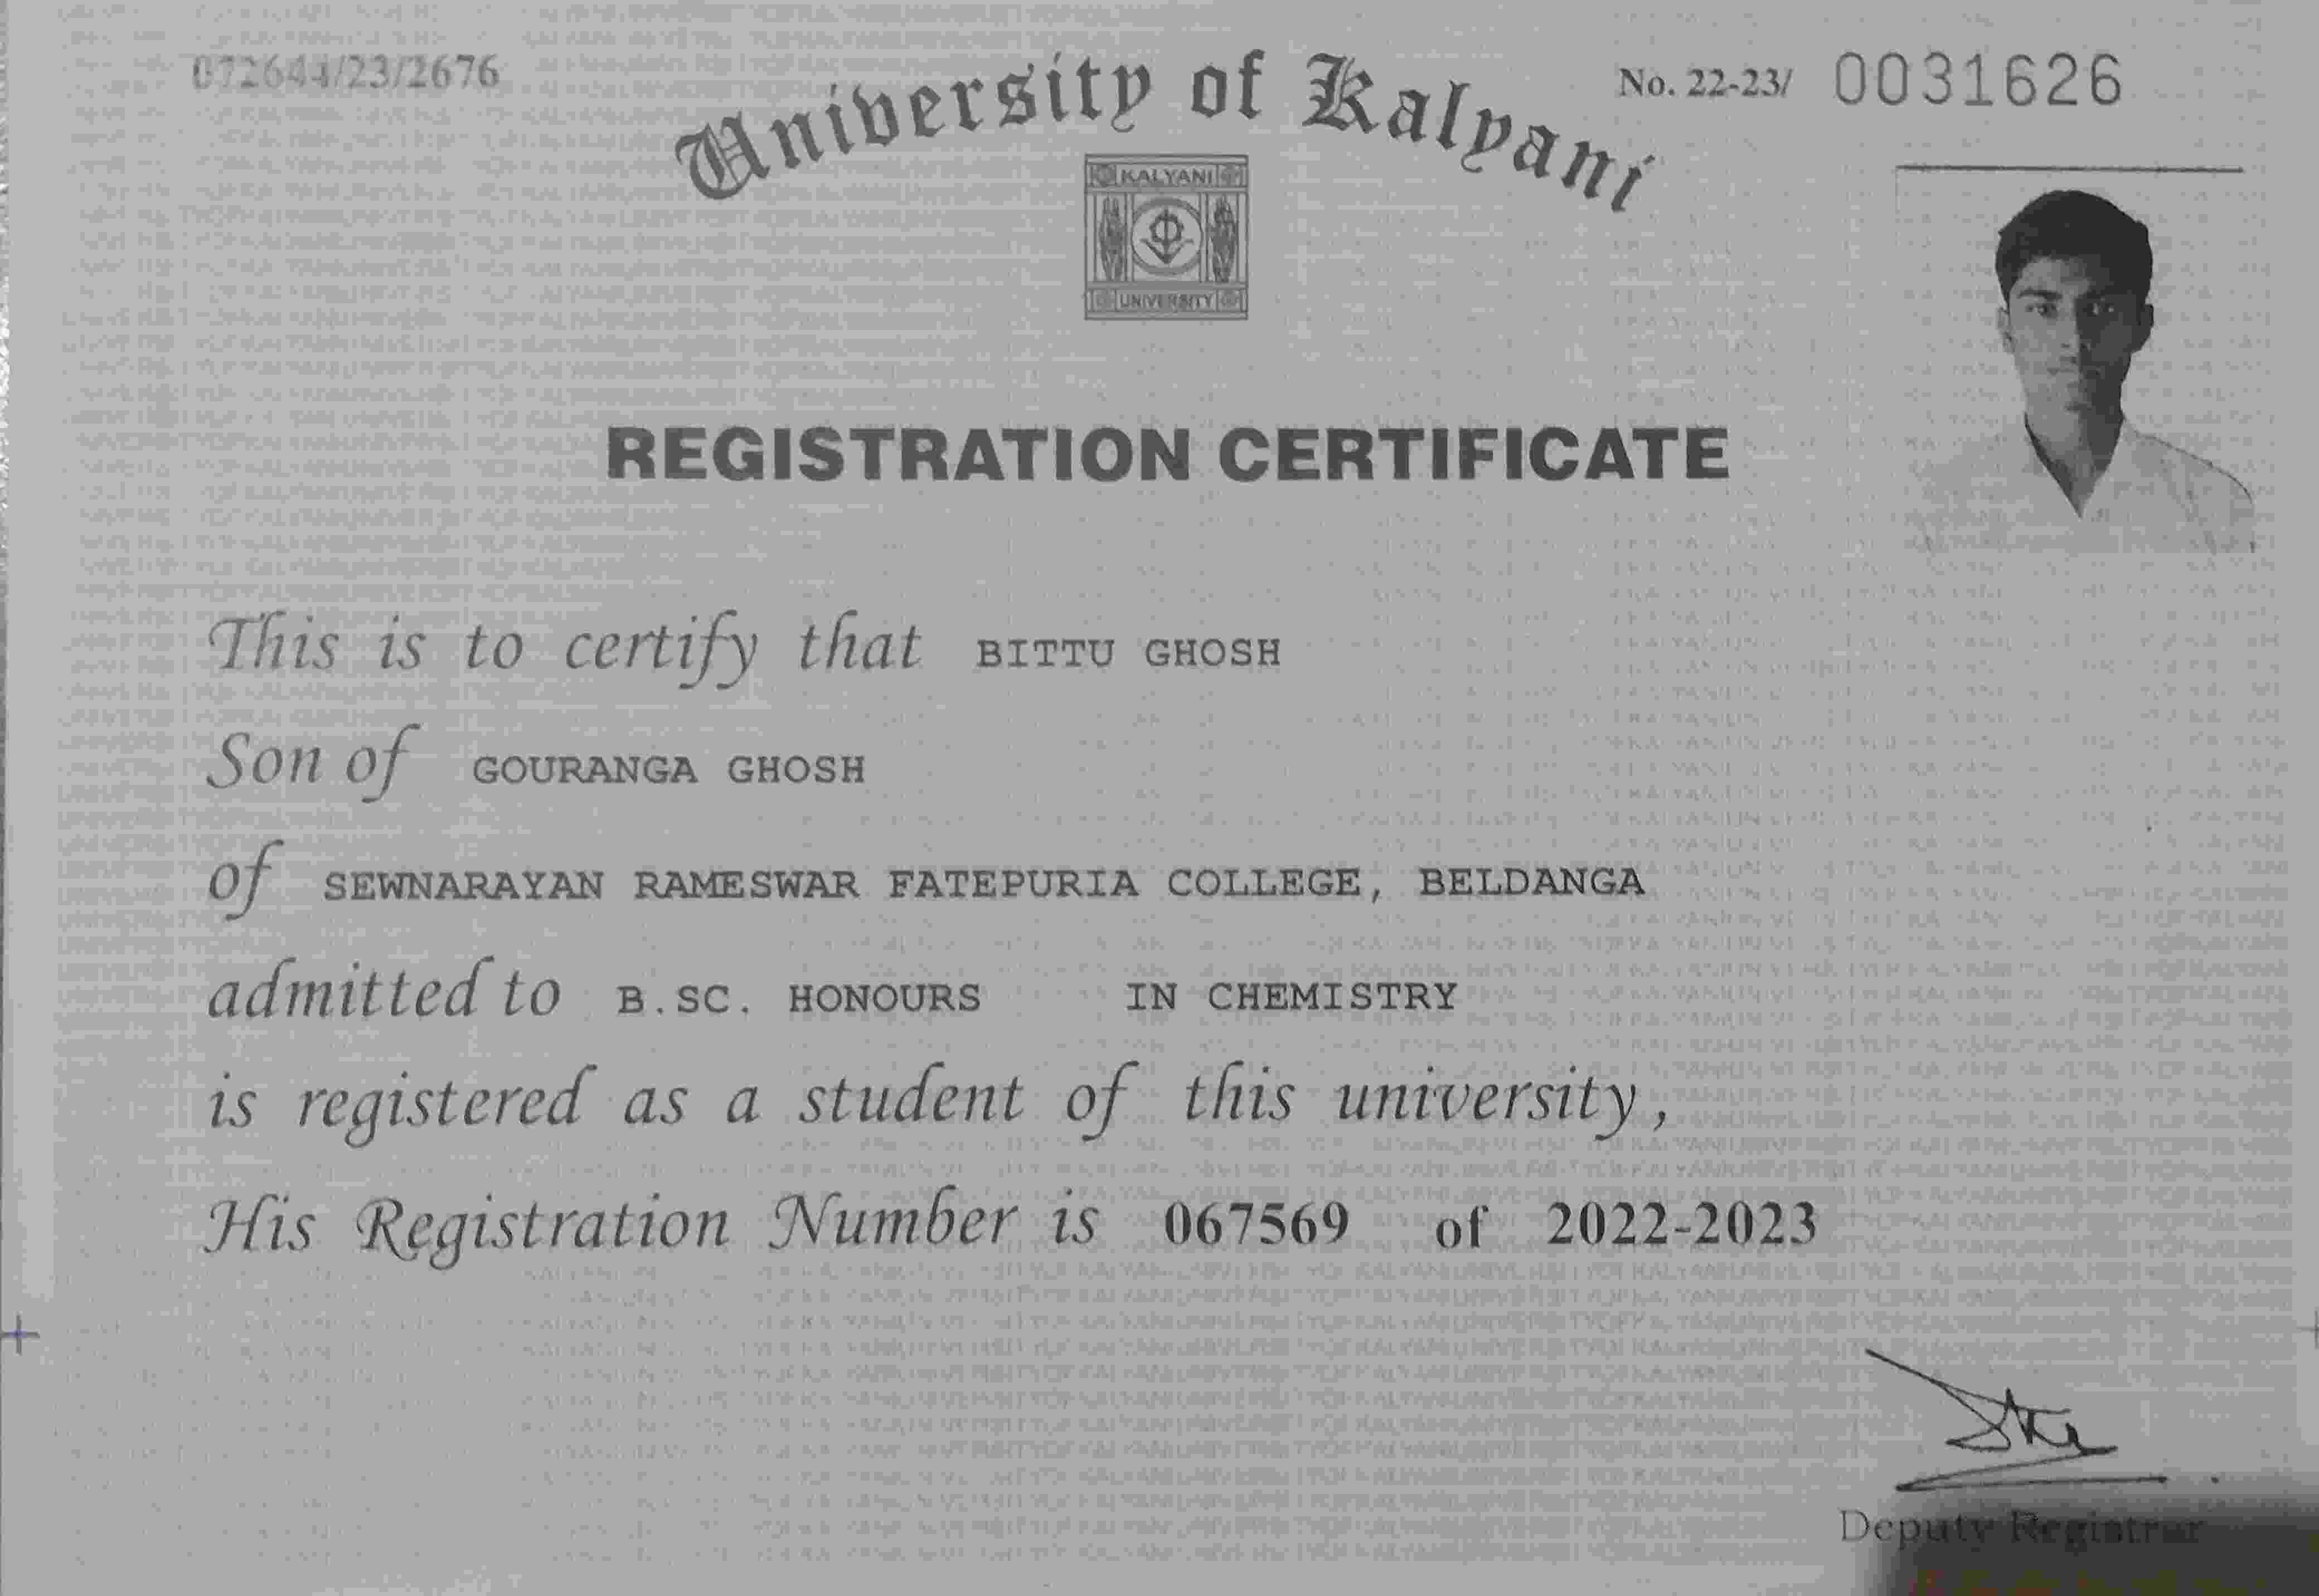 072644/23/2676
No. 22-23/ 0031626
University of Kalyani
KALYANI
UNIVERSITY
REGISTRATION CERTIFICATE
This is to certify that BITTU GHOSH
Son of GOURANGA GHOSH
of SEWNARAYAN RAMESWAR FATEPURIA COLLEGE, BELDANGA
admitted to B.SC. HONOURS IN CHEMISTRY
is registered as a student of this university,
His Registration Number is 067569 of 2022-2023
Deputy Registrar